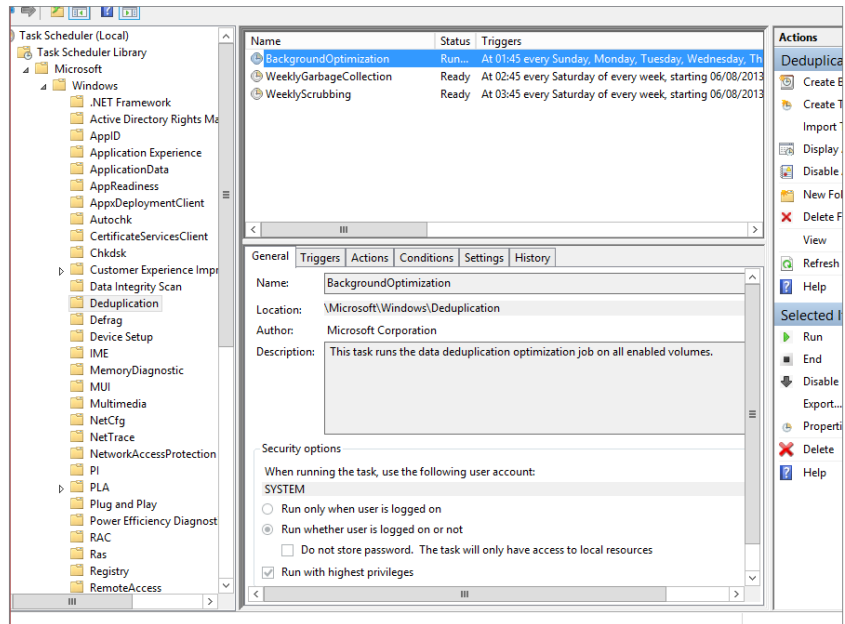 Task Scheduler (Local)
Task Scheduler Library
Microsoft
Windows
.NET Framework
Active Directory Rights Ma
AppID
Application Experience
ApplicationData
AppReadiness
AppxDeploymentClient
Autochk
CertificateServicesClient
Chkdsk
Customer Experience Impr
Data Integrity Scan
Deduplication
Defrag
Device Setup
IME
MemoryDiagnostic
MUI
Multimedia
NetCfg
NetTrace
NetworkAccessProtection
PI
PLA
Plug and Play
Power Efficiency Diagnost
RAC
Ras
Registry
RemoteAccess
Name Status Triggers
BackgroundOptimization Run... At 01:45 every Sunday, Monday, Tuesday, Wednesday, Th
WeeklyGarbageCollection Ready At 02:45 every Saturday of every week, starting 06/08/2013
WeeklyScrubbing Ready At 03:45 every Saturday of every week, starting 06/08/2013
General Triggers Actions Conditions Settings History
Name: BackgroundOptimization
Location: \Microsoft\Windows\Deduplication
Author: Microsoft Corporation
Description: This task runs the data deduplication optimization job on all enabled volumes.
Security options
When running the task, use the following user account:
SYSTEM
Run only when user is logged on
Run whether user is logged on or not
Do not store password. The task will only have access to local resources
Run with highest privileges
Actions
Deduplica
Create B
Create T
Import T
Display
Disable
New Fol
Delete F
View
Refresh
Help
Selected I
Run
End
Disable
Export...
Properti
Delete
Help